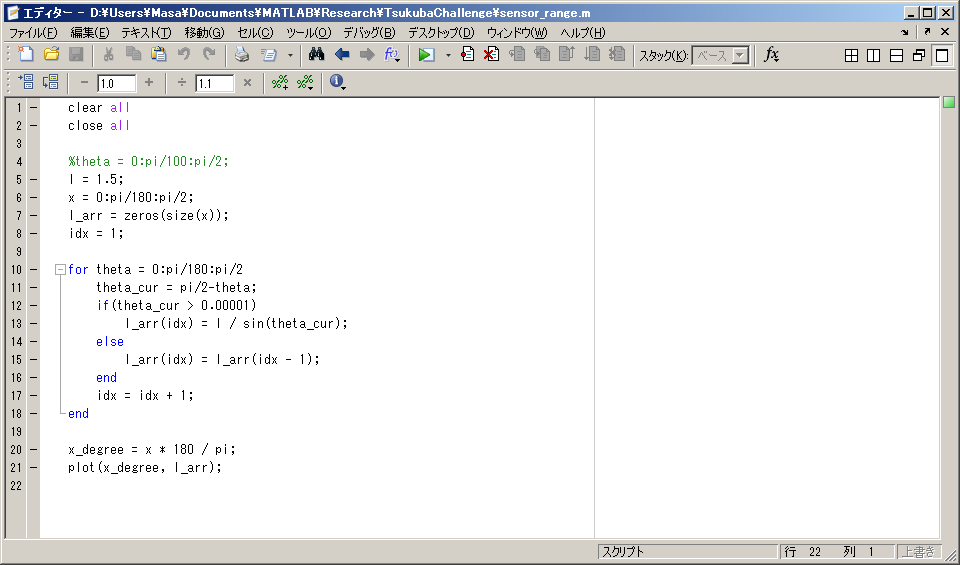 エディター - D:¥Users¥Masa¥Documents¥MATLAB¥Research¥TsukubaChallenge¥sensor_range.m
ファイル(F) 編集(E) テキスト(T) 移動(G) セル(C) ツール(O) デバッグ(B) デスクトップ(D) ウィンドウ(W) ヘルプ(H)
スタック(K): ベース fx
− 1.0 + ÷ 1.1 ×
1 − clear all
2 − close all
3
4 %theta = 0:pi/100:pi/2;
5 − l = 1.5;
6 − x = 0:pi/180:pi/2;
7 − l_arr = zeros(size(x));
8 − idx = 1;
9
10 − for theta = 0:pi/180:pi/2
11 − theta_cur = pi/2-theta;
12 − if(theta_cur > 0.00001)
13 − l_arr(idx) = l / sin(theta_cur);
14 − else
15 − l_arr(idx) = l_arr(idx - 1);
16 − end
17 − idx = idx + 1;
18 − end
19
20 − x_degree = x * 180 / pi;
21 − plot(x_degree, l_arr);
22
スクリプト 行 22 列 1 上書き